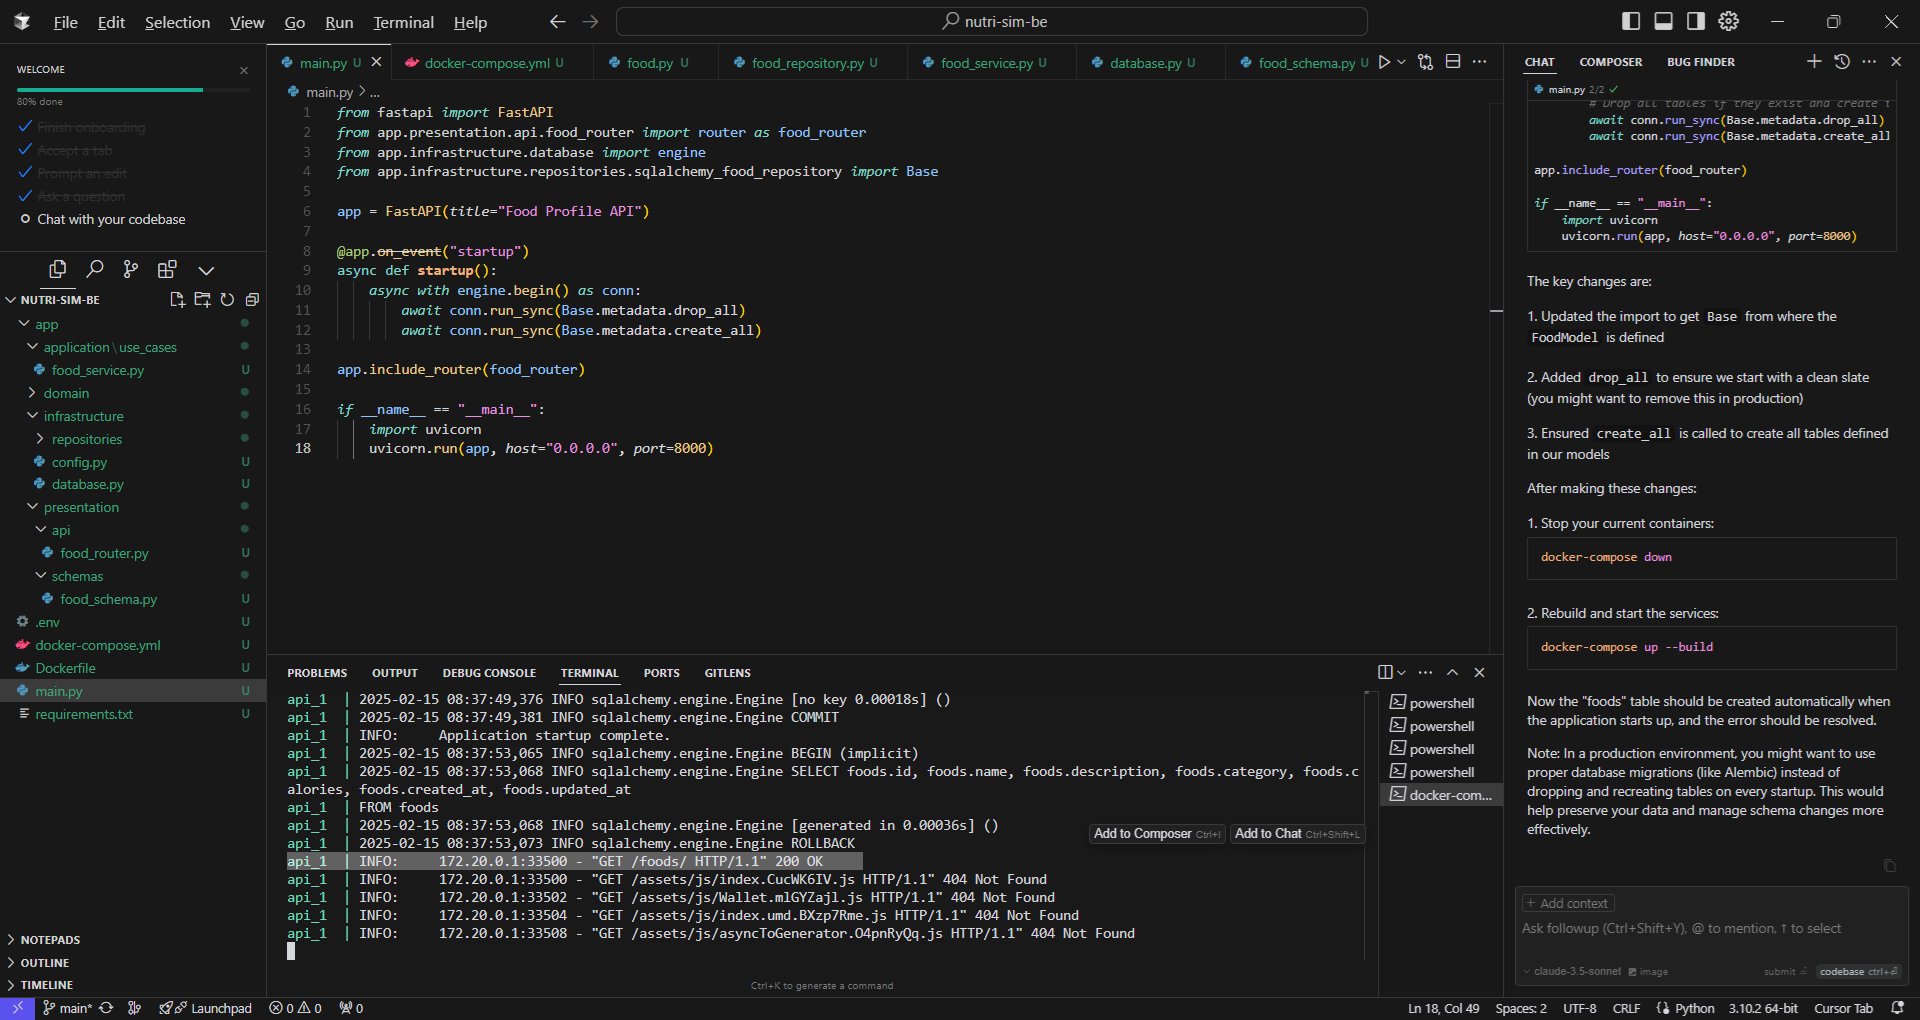 File Edit Selection View Go Run Terminal Help
nutri-sim-be
WELCOME
80% done
Finish onboarding
Accept a tab
Prompt an edit
Ask a question
Chat with your codebase
NUTRI-SIM-BE
app
application\use_cases
food_service.py U
domain
infrastructure
repositories
config.py U
database.py U
presentation
api
food_router.py U
schemas
food_schema.py U
.env U
docker-compose.yml U
Dockerfile U
main.py U
requirements.txt U
NOTEPADS
OUTLINE
TIMELINE
main.py U docker-compose.yml U food.py U food_repository.py U food_service.py U database.py U food_schema.py U
main.py > ...
1 from fastapi import FastAPI
2 from app.presentation.api.food_router import router as food_router
3 from app.infrastructure.database import engine
4 from app.infrastructure.repositories.sqlalchemy_food_repository import Base
5
6 app = FastAPI(title="Food Profile API")
7
8 @app.on_event("startup")
9 async def startup():
10 async with engine.begin() as conn:
11 await conn.run_sync(Base.metadata.drop_all)
12 await conn.run_sync(Base.metadata.create_all)
13
14 app.include_router(food_router)
15
16 if __name__ == "__main__":
17 import uvicorn
18 uvicorn.run(app, host="0.0.0.0", port=8000)
PROBLEMS OUTPUT DEBUG CONSOLE TERMINAL PORTS GITLENS
api_1 | 2025-02-15 08:37:49,376 INFO sqlalchemy.engine.Engine [no key 0.00018s] ()
api_1 | 2025-02-15 08:37:49,381 INFO sqlalchemy.engine.Engine COMMIT
api_1 | INFO: Application startup complete.
api_1 | 2025-02-15 08:37:53,065 INFO sqlalchemy.engine.Engine BEGIN (implicit)
api_1 | 2025-02-15 08:37:53,068 INFO sqlalchemy.engine.Engine SELECT foods.id, foods.name, foods.description, foods.category, foods.c
alories, foods.created_at, foods.updated_at
api_1 | FROM foods
api_1 | 2025-02-15 08:37:53,068 INFO sqlalchemy.engine.Engine [generated in 0.00036s] ()
api_1 | 2025-02-15 08:37:53,073 INFO sqlalchemy.engine.Engine ROLLBACK
api_1 | INFO: 172.20.0.1:33500 - "GET /foods/ HTTP/1.1" 200 OK
api_1 | INFO: 172.20.0.1:33500 - "GET /assets/js/index.CucWK6IV.js HTTP/1.1" 404 Not Found
api_1 | INFO: 172.20.0.1:33502 - "GET /assets/js/Wallet.mlGYZajl.js HTTP/1.1" 404 Not Found
api_1 | INFO: 172.20.0.1:33504 - "GET /assets/js/index.umd.BXzp7Rme.js HTTP/1.1" 404 Not Found
api_1 | INFO: 172.20.0.1:33508 - "GET /assets/js/asyncToGenerator.O4pnRyQq.js HTTP/1.1" 404 Not Found
Add to Composer Ctrl+I Add to Chat Ctrl+Shift+L
Ctrl+K to generate a command
powershell
powershell
powershell
powershell
docker-com...
CHAT COMPOSER BUG FINDER
main.py 2/2
# Drop all tables if they exist and create t
await conn.run_sync(Base.metadata.drop_all)
await conn.run_sync(Base.metadata.create_all
app.include_router(food_router)
if __name__ == "__main__":
import uvicorn
uvicorn.run(app, host="0.0.0.0", port=8000)
The key changes are:
1. Updated the import to get Base from where the
FoodModel is defined
2. Added drop_all to ensure we start with a clean slate
(you might want to remove this in production)
3. Ensured create_all is called to create all tables defined
in our models
After making these changes:
1. Stop your current containers:
docker-compose down
2. Rebuild and start the services:
docker-compose up --build
Now the "foods" table should be created automatically when
the application starts up, and the error should be resolved.
Note: In a production environment, you might want to use
proper database migrations (like Alembic) instead of
dropping and recreating tables on every startup. This would
help preserve your data and manage schema changes more
effectively.
+ Add context
Ask followup (Ctrl+Shift+Y), @ to mention, ↑ to select
claude-3.5-sonnet image submit codebase ctrl+⏎
main* Launchpad 0 0 0
Ln 18, Col 49 Spaces: 2 UTF-8 CRLF Python 3.10.2 64-bit Cursor Tab